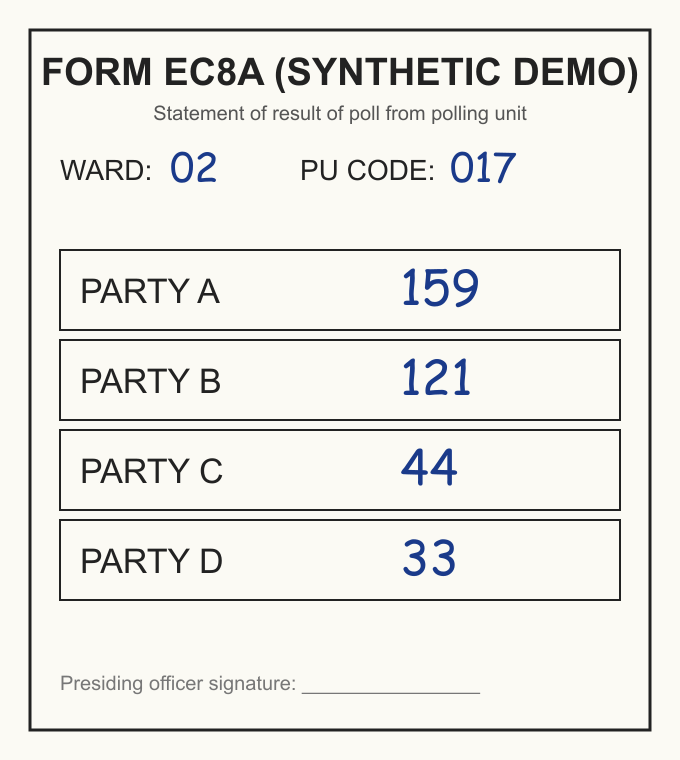 FORM EC8A (SYNTHETIC DEMO)
Statement of result of poll from polling unit
WARD: 02 PU CODE: 017
PARTY A 159
PARTY B 121
PARTY C 44
PARTY D 33
Presiding officer signature: ________________